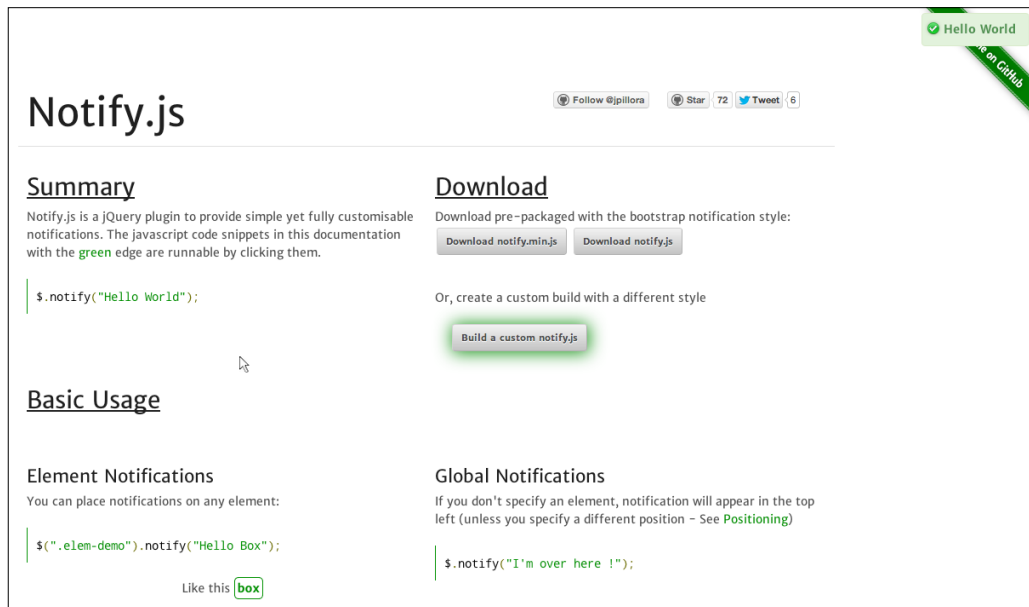 Hello World
on GitHub
Notify.js
Follow @jpillora
Star
72
Tweet
6
Summary
Notify.js is a jQuery plugin to provide simple yet fully customisable
notifications. The javascript code snippets in this documentation
with the green edge are runnable by clicking them.
$.notify("Hello World");
Download
Download pre-packaged with the bootstrap notification style:
Download notify.min.js
Download notify.js
Or, create a custom build with a different style
Build a custom notify.js
Basic Usage
Element Notifications
You can place notifications on any element:
$(".elem-demo").notify("Hello Box");
Like this box
Global Notifications
If you don't specify an element, notification will appear in the top
left (unless you specify a different position - See Positioning)
$.notify("I'm over here !");